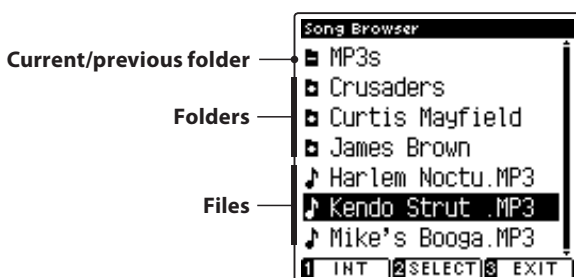 Song Browser
Current/previous folder
MP3s
Crusaders
Folders
Curtis Mayfield
James Brown
Harlem Noctu.MP3
Files
Kendo Strut .MP3
Mike's Booga.MP3
1 INT 2 SELECT 3 EXIT